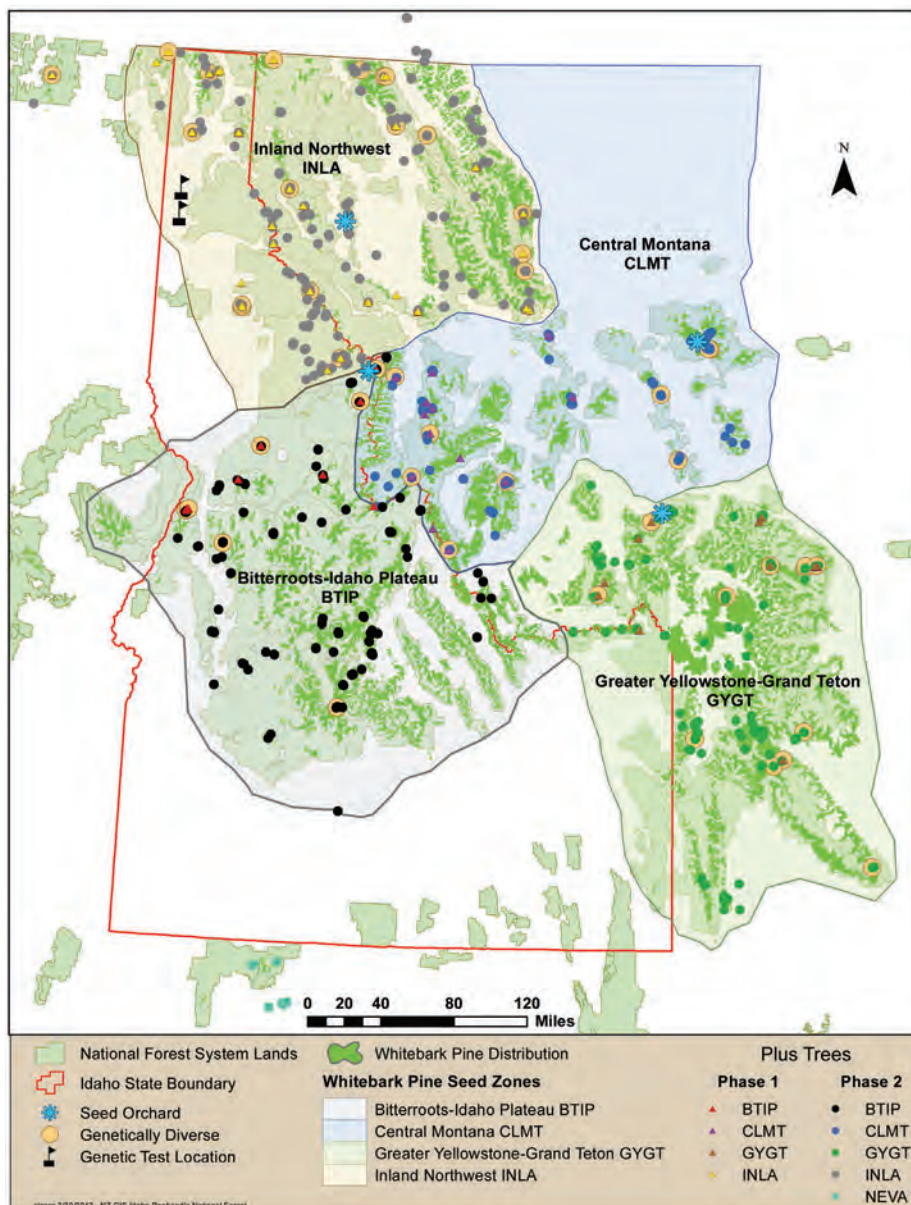 N
Inland Northwest
INLA
Central Montana
CLMT
Bitterroots-Idaho Plateau
BTIP
Greater Yellowstone-Grand Teton
GYGT
0 10 20 40 80 120
Miles
National Forest System Lands
Idaho State Boundary
Seed Orchard
Genetically Diverse
Genetic Test Location
Whitebark Pine Distribution
Whitebark Pine Seed Zones
Bitterroots-Idaho Plateau BTIP
Central Montana CLMT
Greater Yellowstone-Grand Teton GYGT
Inland Northwest INLA
Plus Trees
Phase 1 Phase 2
BTIP BTIP
CLMT CLMT
GYGT GYGT
INLA INLA
NEVA